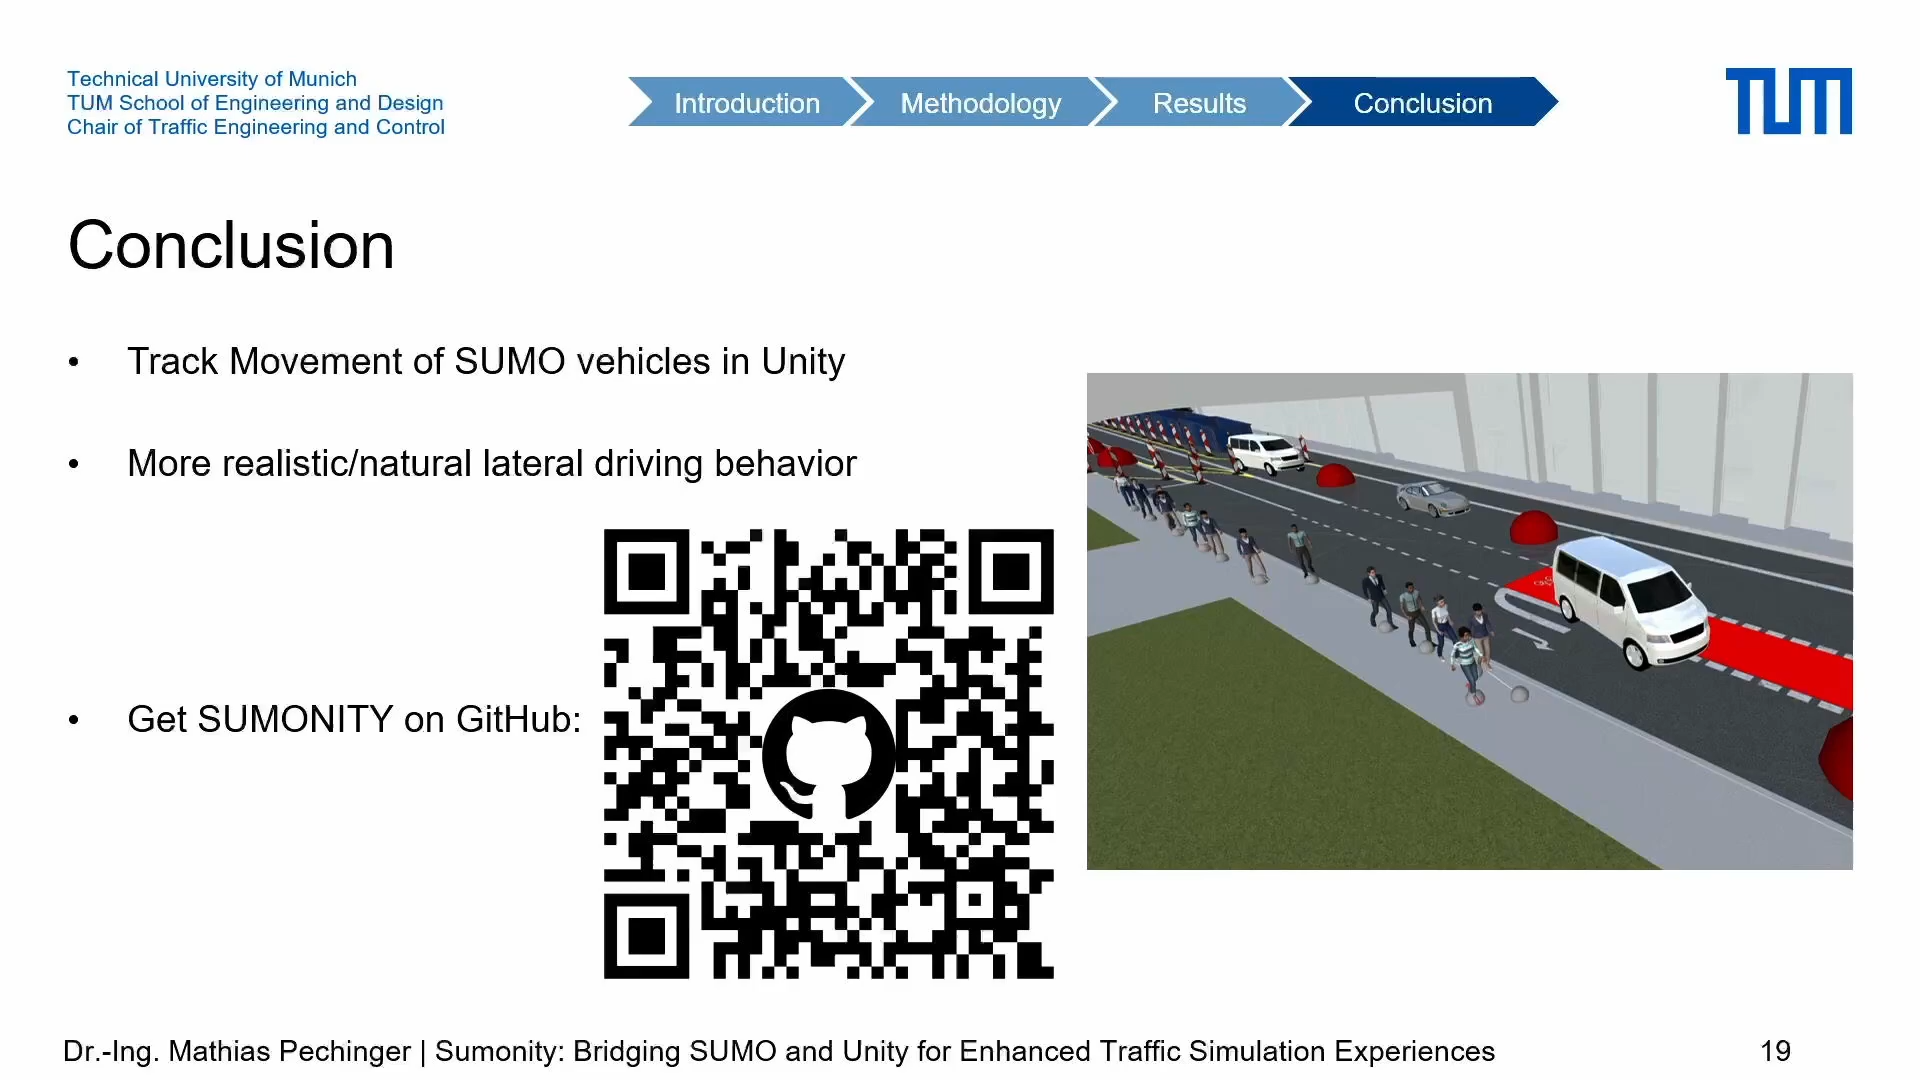 Technical University of Munich
TUM School of Engineering and Design
Chair of Traffic Engineering and Control
Introduction
Methodology
Results
Conclusion
TUM
Conclusion
• Track Movement of SUMO vehicles in Unity
• More realistic/natural lateral driving behavior
• Get SUMONITY on GitHub:
Dr.-Ing. Mathias Pechinger | Sumonity: Bridging SUMO and Unity for Enhanced Traffic Simulation Experiences
19